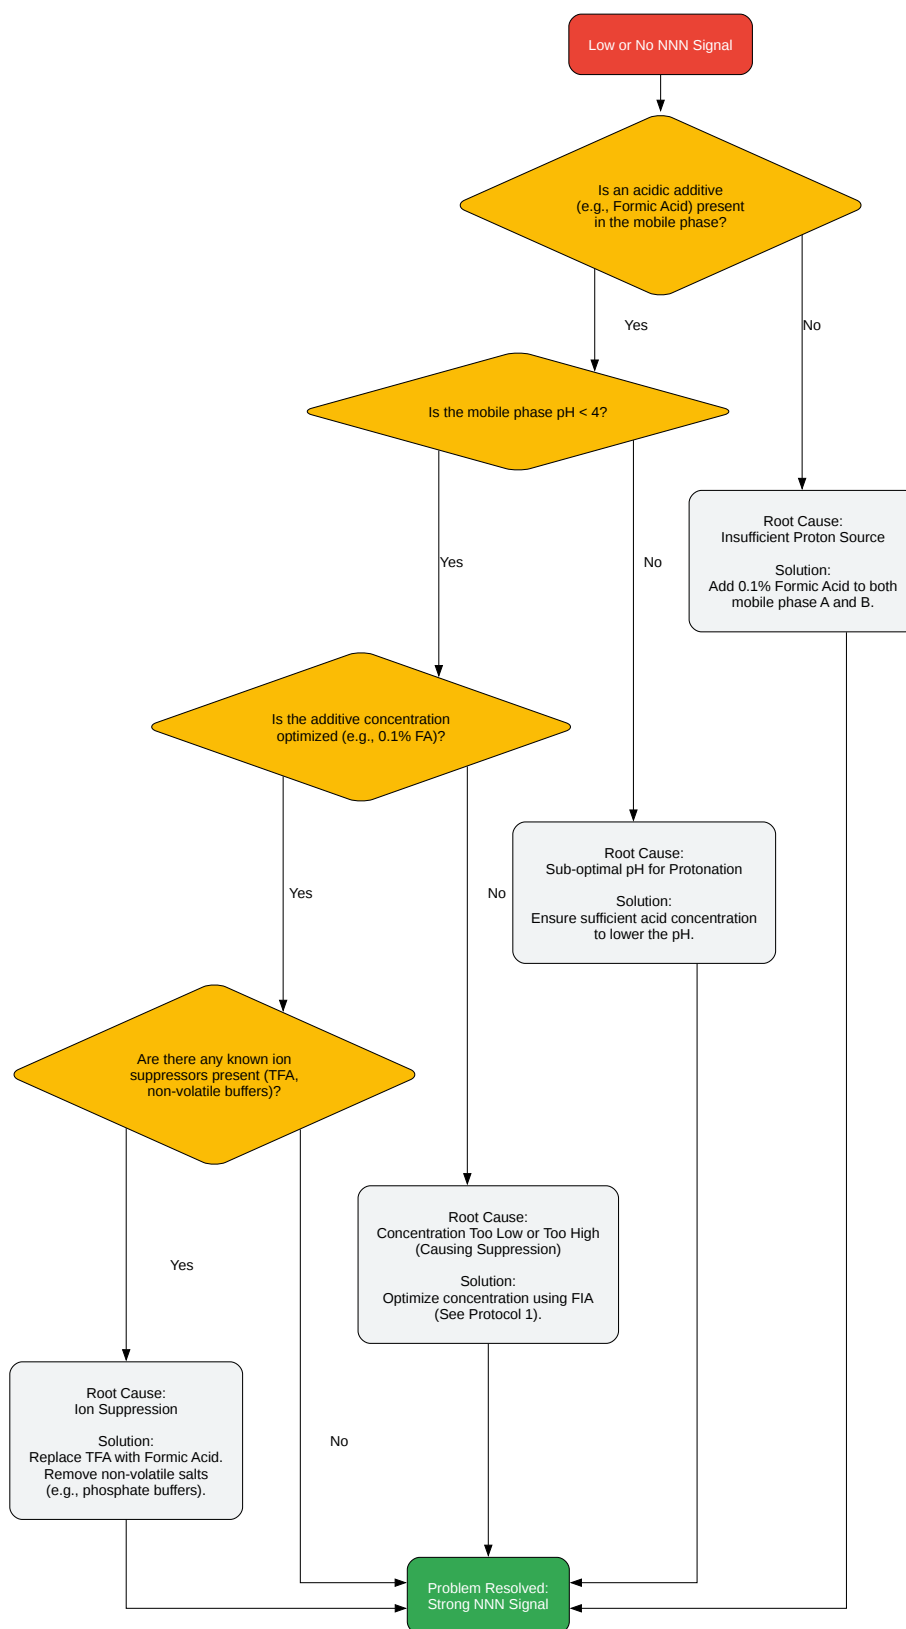 Low or No NNN Signal
Is an acidic additive
(e.g., Formic Acid) present
in the mobile phase?
Yes
No
Is the mobile phase pH < 4?
Root Cause:
Insufficient Proton Source
Solution:
Add 0.1% Formic Acid to both
mobile phase A and B.
Yes
No
Is the additive concentration
optimized (e.g., 0.1% FA)?
Root Cause:
Sub-optimal pH for Protonation
Solution:
Ensure sufficient acid concentration
to lower the pH.
Yes
No
Are there any known ion
suppressors present (TFA,
non-volatile buffers)?
Root Cause:
Concentration Too Low or Too High
(Causing Suppression)
Solution:
Optimize concentration using FIA
(See Protocol 1).
Yes
No
Root Cause:
Ion Suppression
Solution:
Replace TFA with Formic Acid.
Remove non-volatile salts
(e.g., phosphate buffers).
Problem Resolved:
Strong NNN Signal